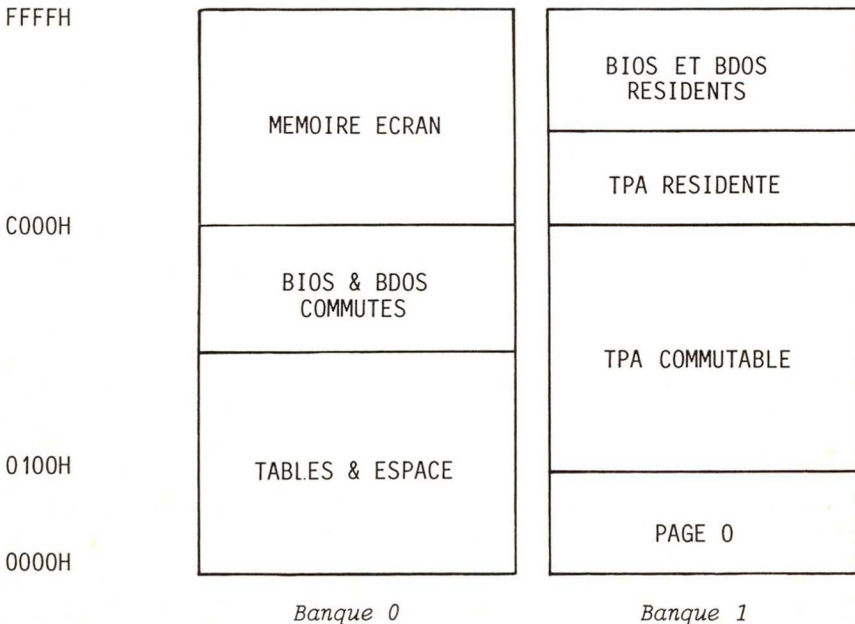 FFFFH
BIOS ET BDOS
RESIDENTS
MEMOIRE ECRAN
TPA RESIDENTE
C000H
BIOS & BDOS
COMMUTES
TPA COMMUTABLE
0100H
TABLES & ESPACE
PAGE 0
0000H
Banque 0
Banque 1